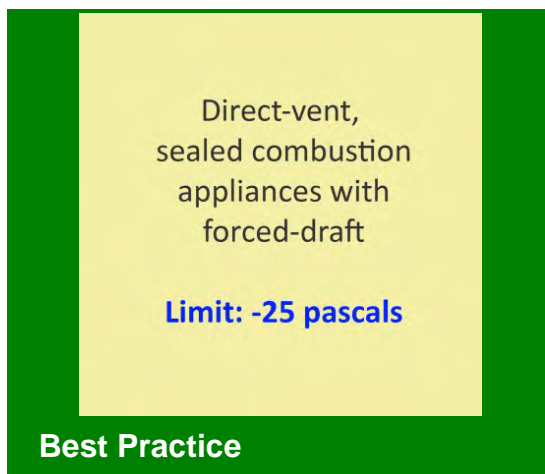 Direct-vent,
sealed combustion
appliances with
forced-draft
Limit: -25 pascals
Best Practice